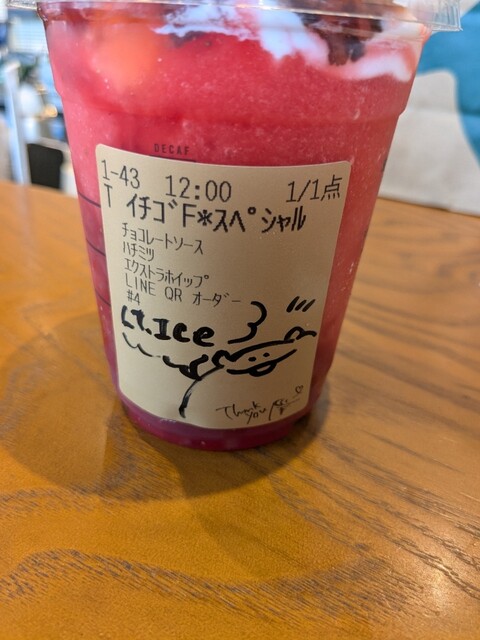 DECAF
1-43 12:00 1/1点
T イチゴF*スペシャル
チョコレートソース
ハチミツ
エクストラホイップ
LINE QR オーダー
#4
Lt.Ice
Thank
you